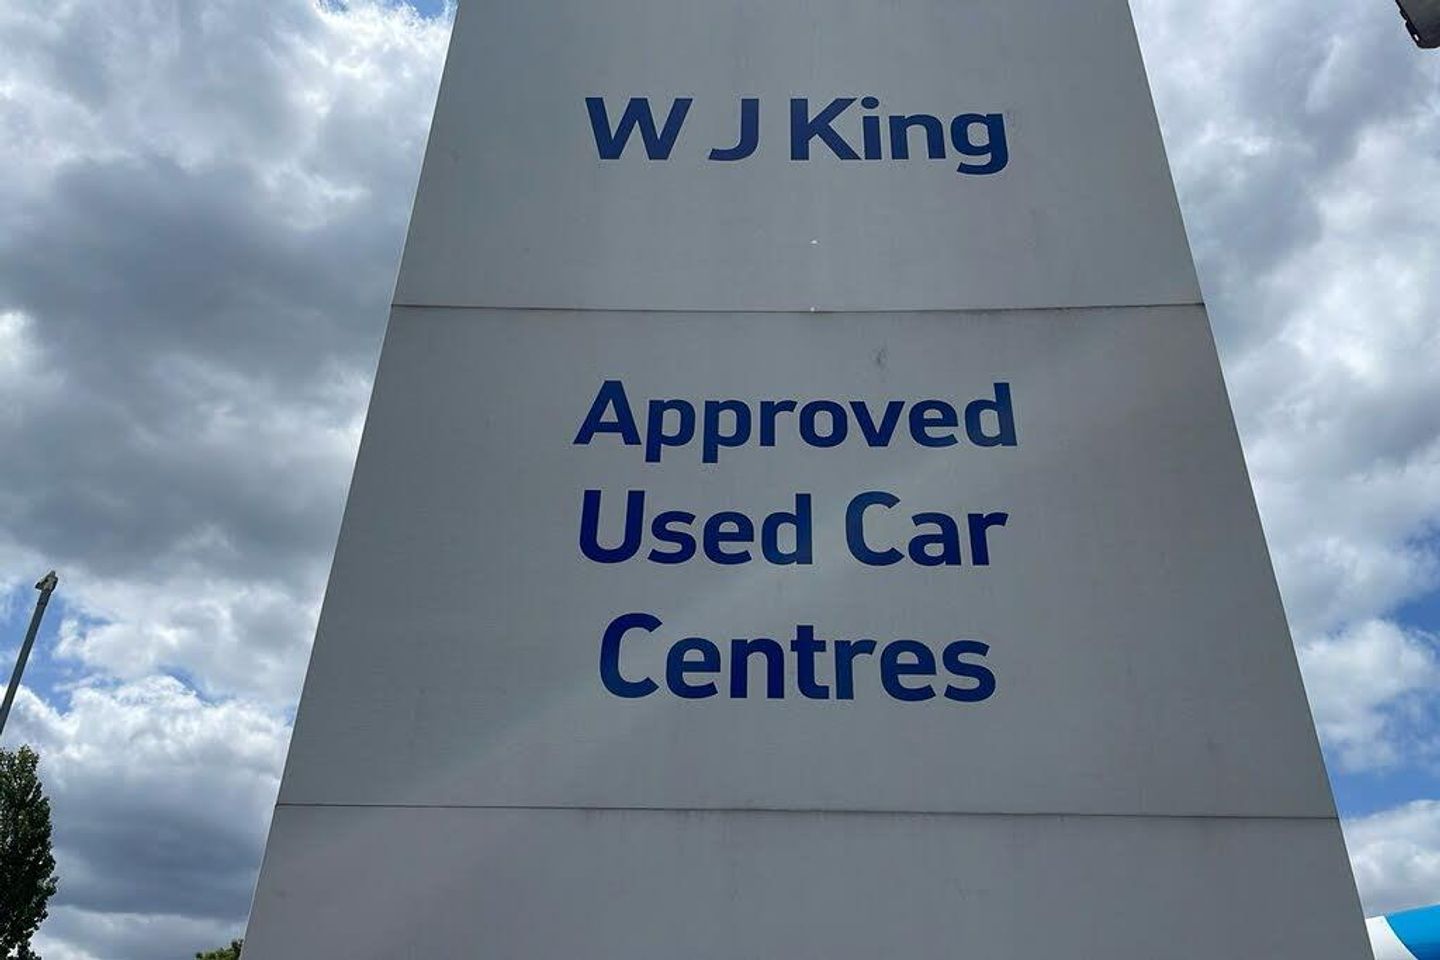 W J King
Approved
Used Car
Centres